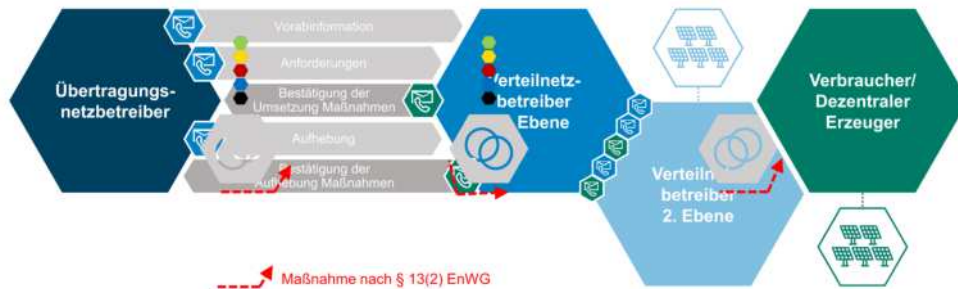 Vorabinformation
Anforderungen
Bestätigung der
Umsetzung Maßnahmen
Aufhebung
Bestätigung der
Aufhebung Maßnahmen
Übertragungs-
netzbetreiber
Verteilnetz-
betreiber
Ebene
Verteiln
betreiber
2. Ebene
Verbraucher/
Dezentraler
Erzeuger
Maßnahme nach § 13(2) EnWG